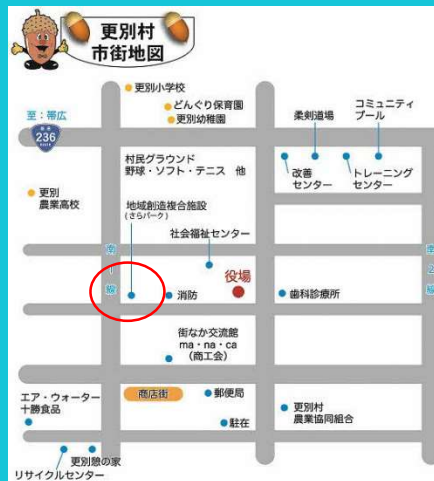 更別村
市街地図
更別小学校
どんぐり保育園
更別幼稚園
至：帯広
国道
236
柔剣道場
コミュニティ
プール
村民グラウンド
野球・ソフト・テニス 他
改善
センター
トレーニング
センター
更別
農業高校
地域創造複合施設
(さらパーク)
社会福祉センター
南1線
南2線
役場
消防
歯科診療所
街なか交流館
ma・na・ca
(商工会)
エア・ウォーター
十勝食品
商店街
郵便局
駐在
更別村
農業協同組合
更別憩の家
リサイクルセンター